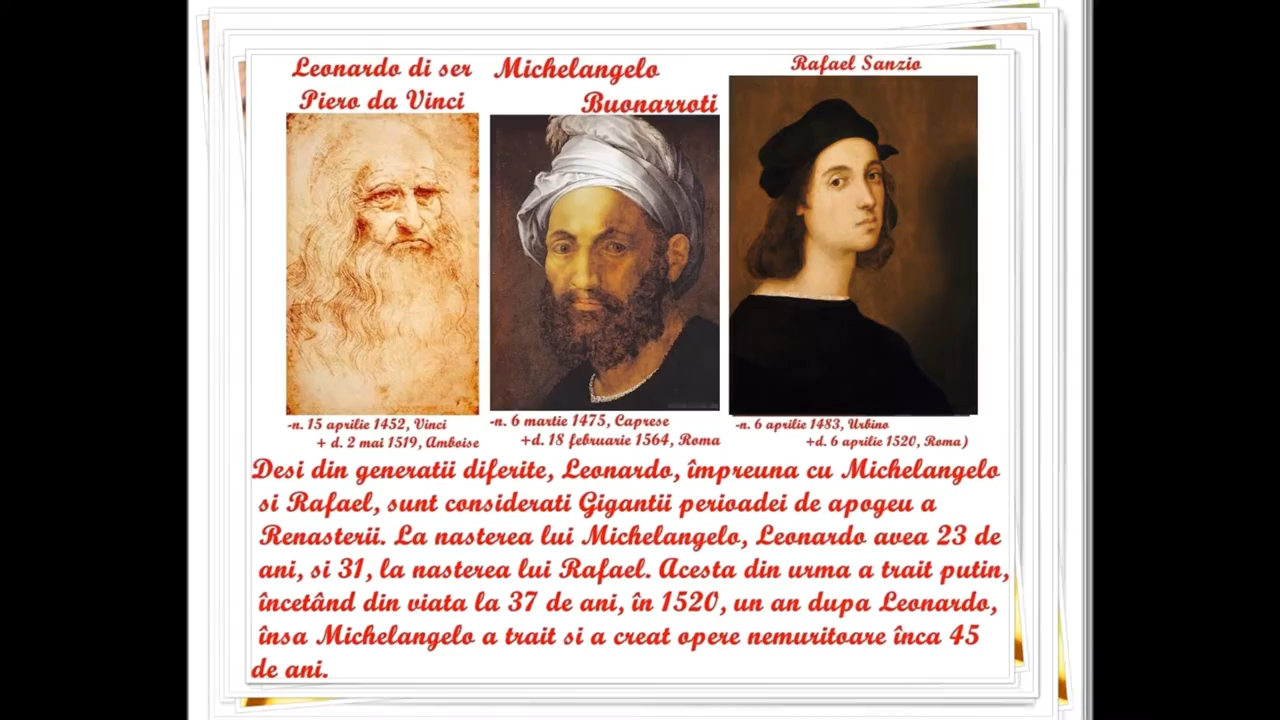 Leonardo di ser
Piero da Vinci
Michelangelo
Buonarroti
Rafael Sanzio
-n. 15 aprilie 1452, Vinci
+ d. 2 mai 1519, Amboise
-n. 6 martie 1475, Caprese
+d. 18 februarie 1564, Roma
-n. 6 aprilie 1483, Urbino
+d. 6 aprilie 1520, Roma)
Desi din generatii diferite, Leonardo, împreuna cu Michelangelo
si Rafael, sunt considerati Gigantii perioadei de apogeu a
Renasterii. La nasterea lui Michelangelo, Leonardo avea 23 de
ani, si 31, la nasterea lui Rafael. Acesta din urma a trait putin,
încetând din viata la 37 de ani, în 1520, un an dupa Leonardo,
însa Michelangelo a trait si a creat opere nemuritoare înca 45
de ani.